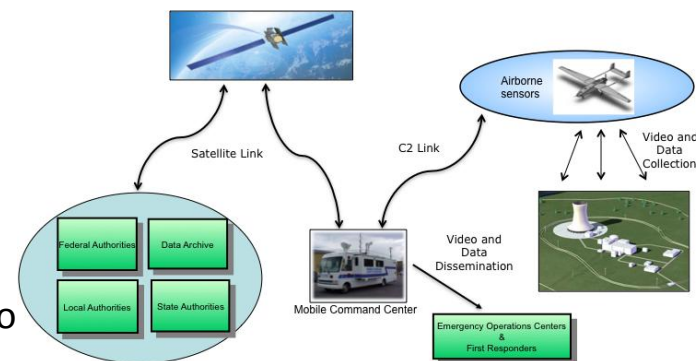 Airborne
sensors
Satellite Link
C2 Link
Video and
Data
Collection
Federal Authorities
Data Archive
Local Authorities
State Authorities
Video and
Data
Dissemination
Mobile Command Center
Emergency Operations Centers
&
First Responders
o